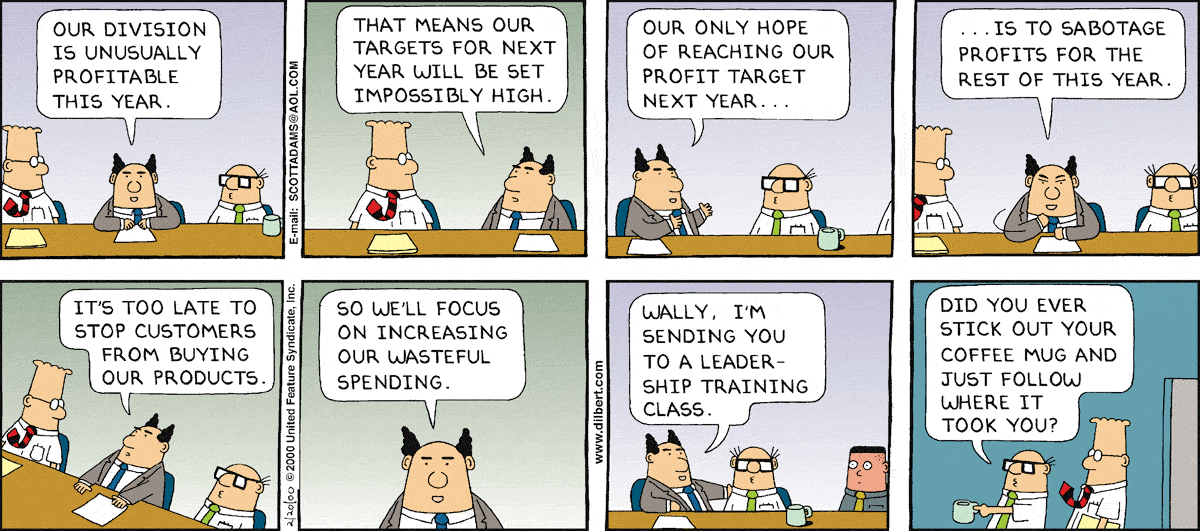 OUR DIVISION
IS UNUSUALLY
PROFITABLE
THIS YEAR.
E-mail: SCOTTADAMS@AOL.COM
THAT MEANS OUR
TARGETS FOR NEXT
YEAR WILL BE SET
IMPOSSIBLY HIGH.
OUR ONLY HOPE
OF REACHING OUR
PROFIT TARGET
NEXT YEAR...
...IS TO SABOTAGE
PROFITS FOR THE
REST OF THIS YEAR.
IT'S TOO LATE TO
STOP CUSTOMERS
FROM BUYING
OUR PRODUCTS.
2/20/00 © 2000 United Feature Syndicate, Inc.
SO WE'LL FOCUS
ON INCREASING
OUR WASTEFUL
SPENDING.
www.dilbert.com
WALLY, I'M
SENDING YOU
TO A LEADER-
SHIP TRAINING
CLASS.
DID YOU EVER
STICK OUT YOUR
COFFEE MUG AND
JUST FOLLOW
WHERE IT
TOOK YOU?